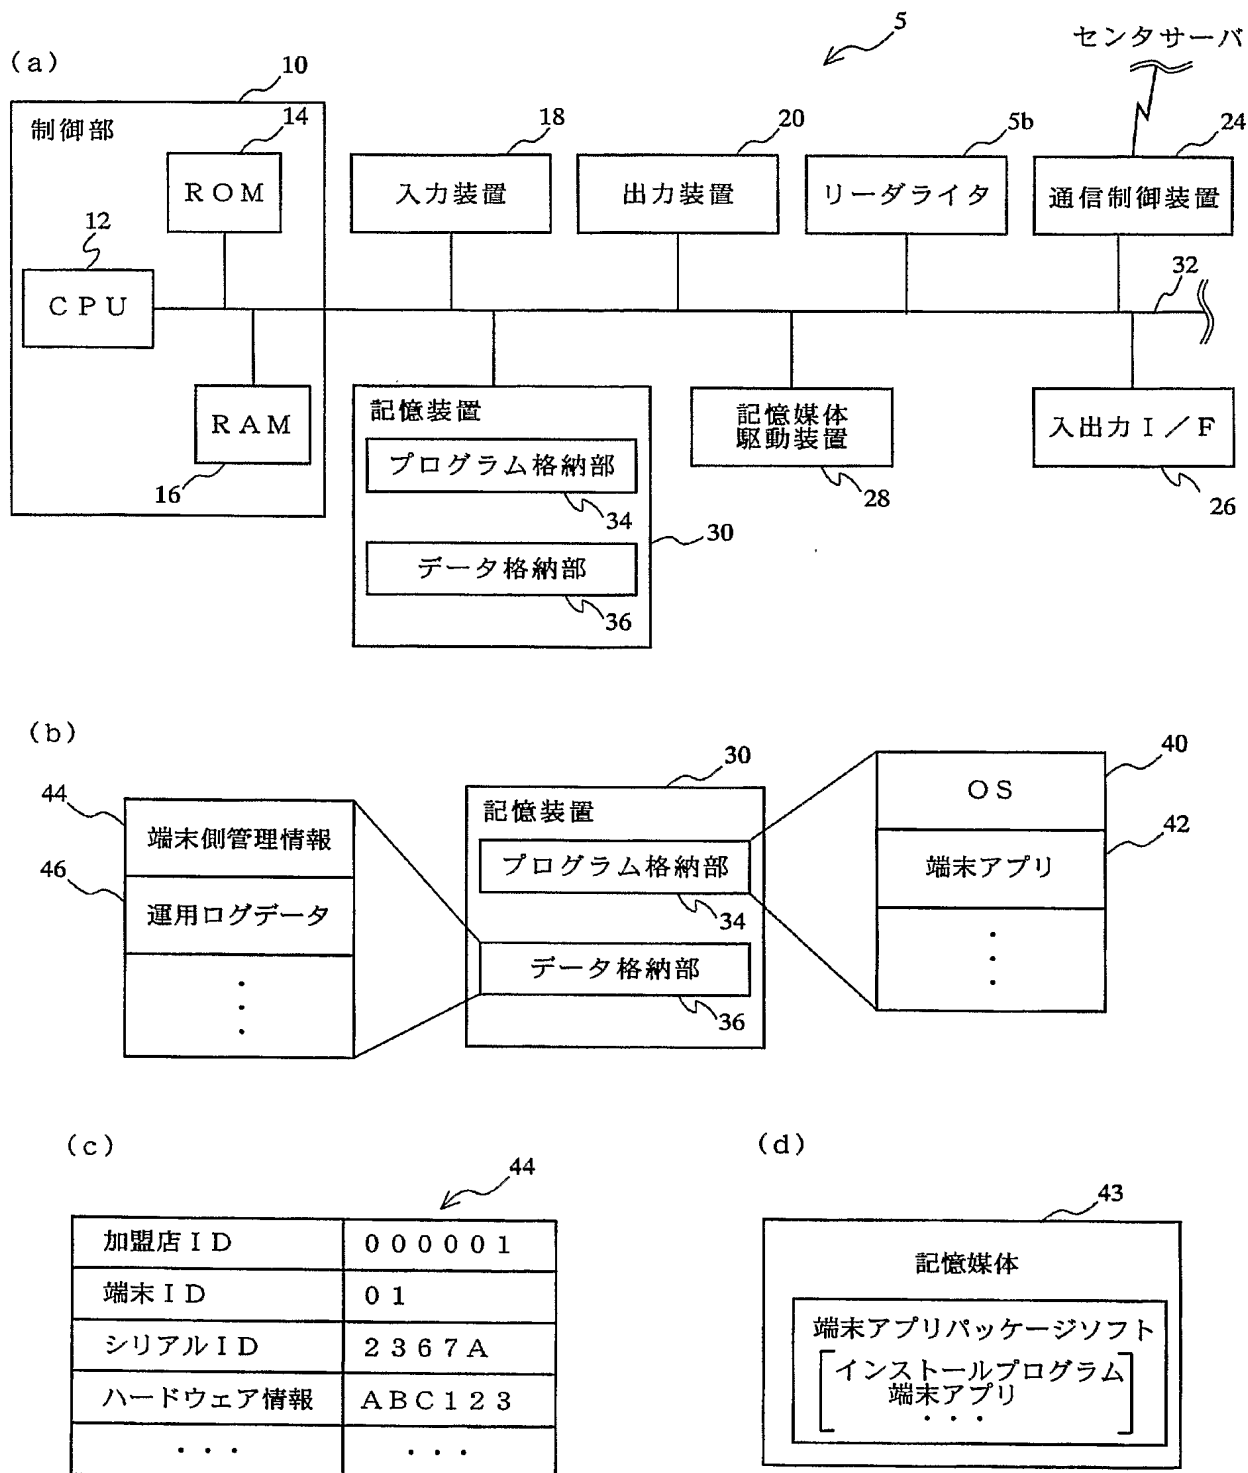 5
センタサーバ
(a)
10
制御部
14
ROM
12
CPU
RAM
16
18
入力装置
20
出力装置
5b
リーダライタ
24
通信制御装置
32
記憶装置
プログラム格納部
34
データ格納部
36
30
記憶媒体
駆動装置
28
入出力I/F
26
(b)
44
端末側管理情報
46
運用ログデータ
・
・
・
30
記憶装置
プログラム格納部
34
データ格納部
36
40
OS
42
端末アプリ
・
・
・
(c)
44
加盟店ID 000001
端末ID 01
シリアルID 2367A
ハードウェア情報 ABC123
・・・ ・・・
(d)
43
記憶媒体
端末アプリパッケージソフト
インストールプログラム
端末アプリ
・・・